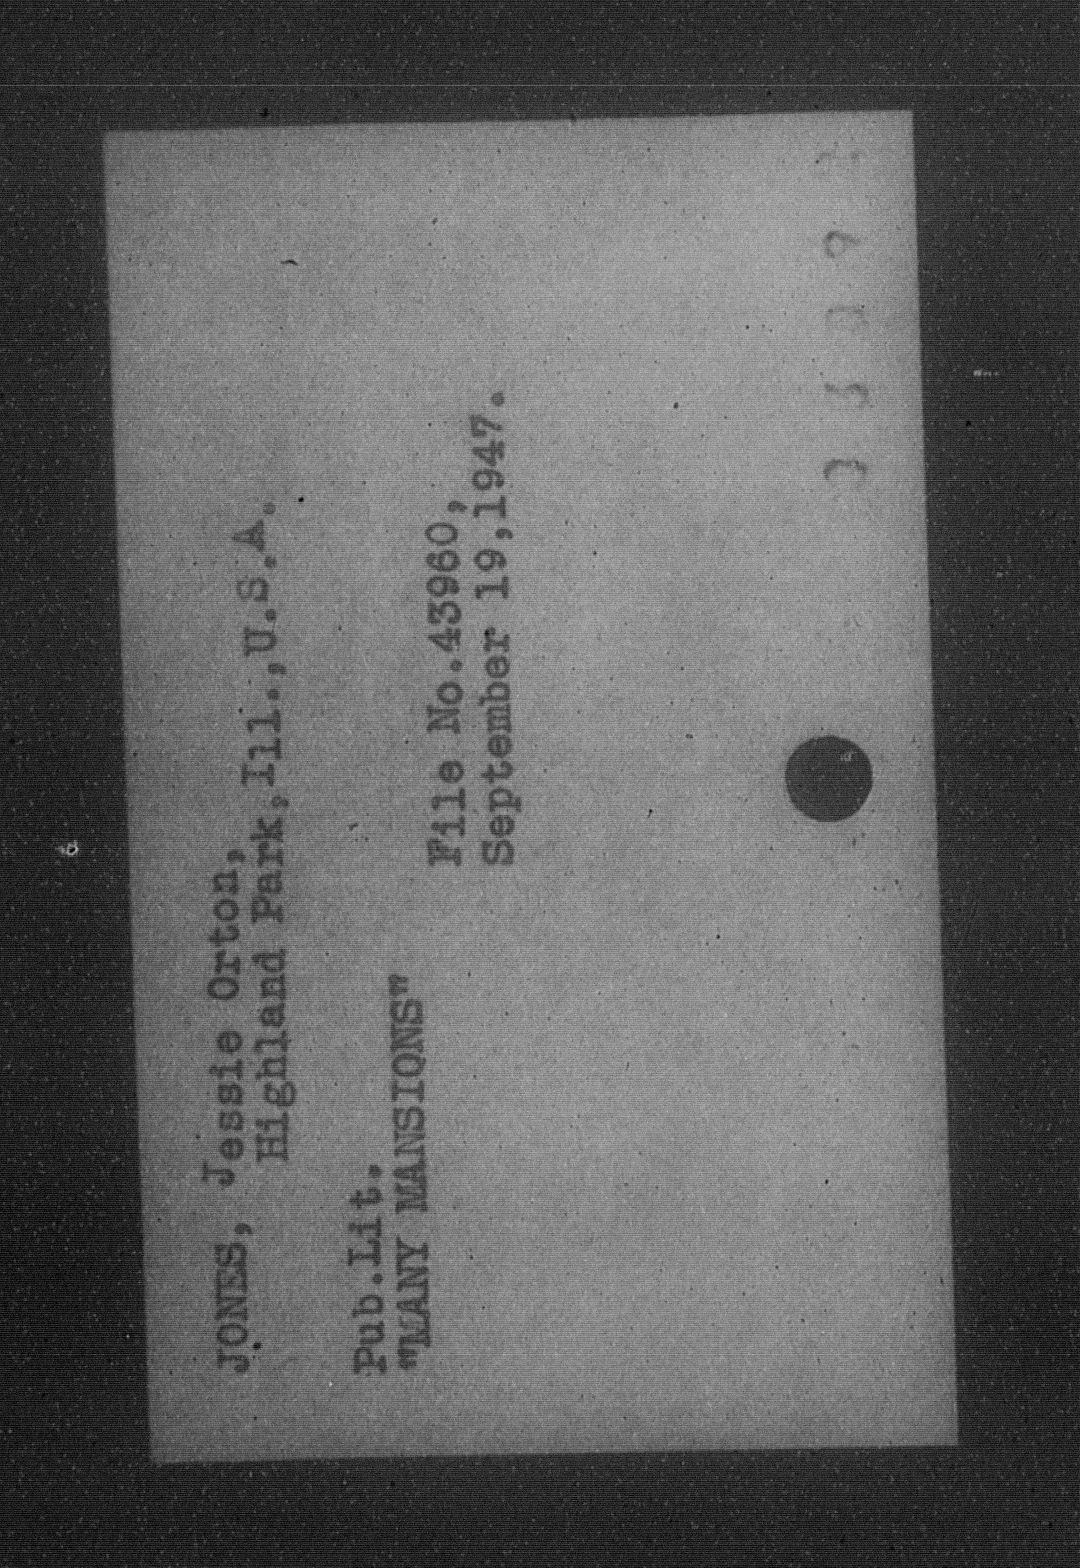 JONES, Jessie Orton,
Highland Park,Ill.,U.S.A.
Pub.Lit.
"MANY MANSIONS"
File No.43960,
September 19,1947.